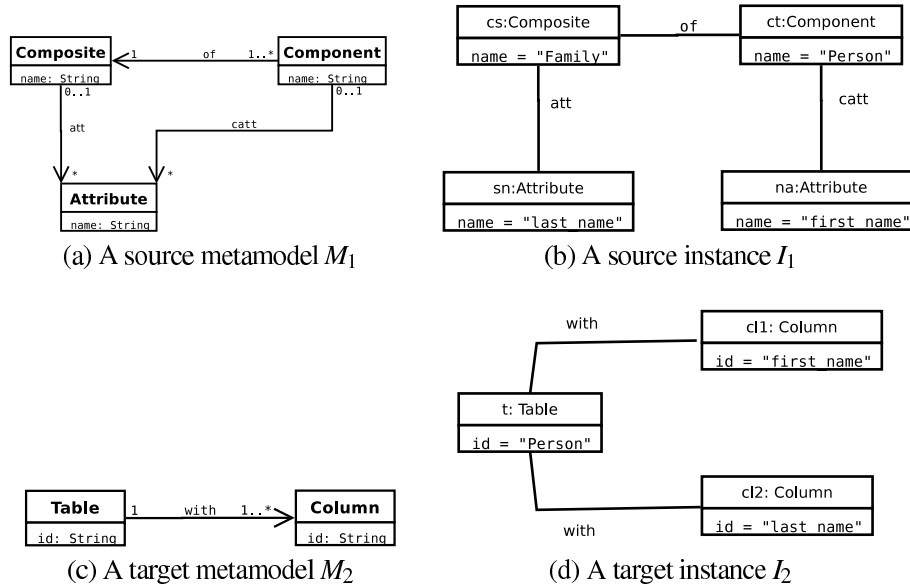 Composite
name: String
1
of
1..*
Component
name: String
0..1
0..1
att
catt
*
*
Attribute
name: String
(a) A source metamodel M1
cs:Composite
name = "Family"
of
ct:Component
name = "Person"
att
catt
sn:Attribute
name = "last_name"
na:Attribute
name = "first_name"
(b) A source instance I1
Table
id: String
1
with
1..*
Column
id: String
(c) A target metamodel M2
with
cl1: Column
id = "first_name"
t: Table
id = "Person"
cl2: Column
id = "last_name"
with
(d) A target instance I2